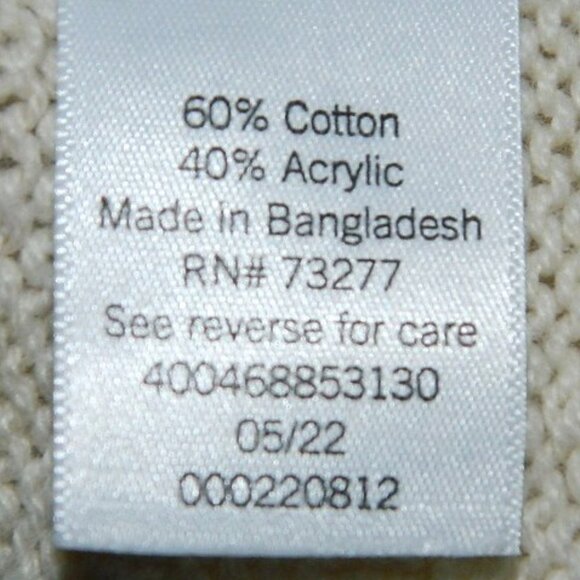 60% Cotton
40% Acrylic
Made in Bangladesh
RN# 73277
See reverse for care
400468853130
05/22
000220812